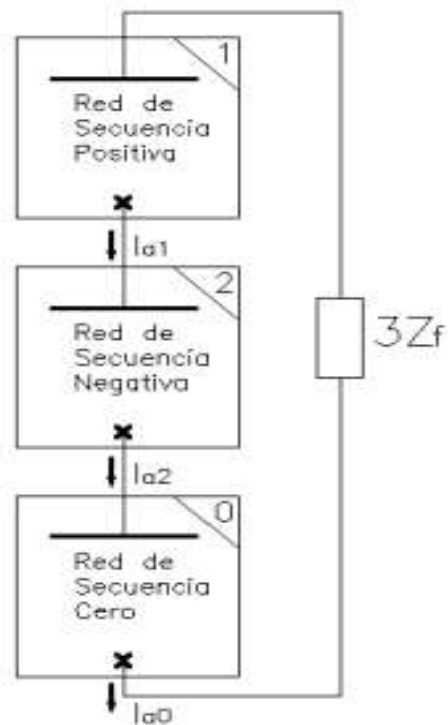 1
Red de
Secuencia
Positiva
Ia1
2
Red de
Secuencia
Negativa
3Zf
Ia2
0
Red de
Secuencia
Cero
Ia0